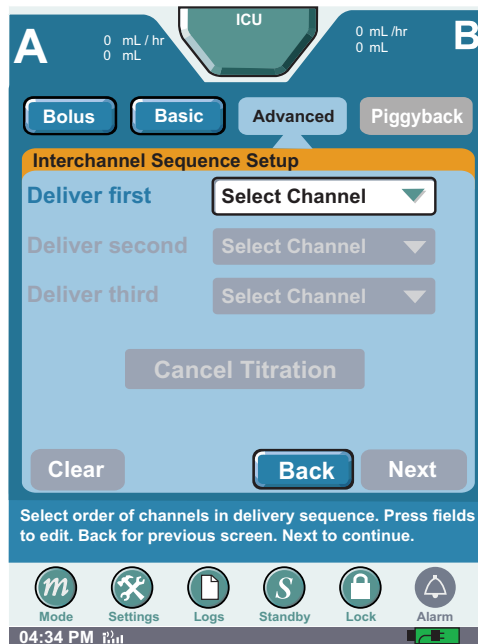 ICU
A
0 mL / hr
0 mL
0 mL /hr
0 mL
B
Bolus
Basic
Advanced
Piggyback
Interchannel Sequence Setup
Deliver first
Select Channel
Deliver second
Select Channel
Deliver third
Select Channel
Cancel Titration
Clear
Back
Next
Select order of channels in delivery sequence. Press fields
to edit. Back for previous screen. Next to continue.
m
S
Mode
Settings
Logs
Standby
Lock
Alarm
04:34 PM